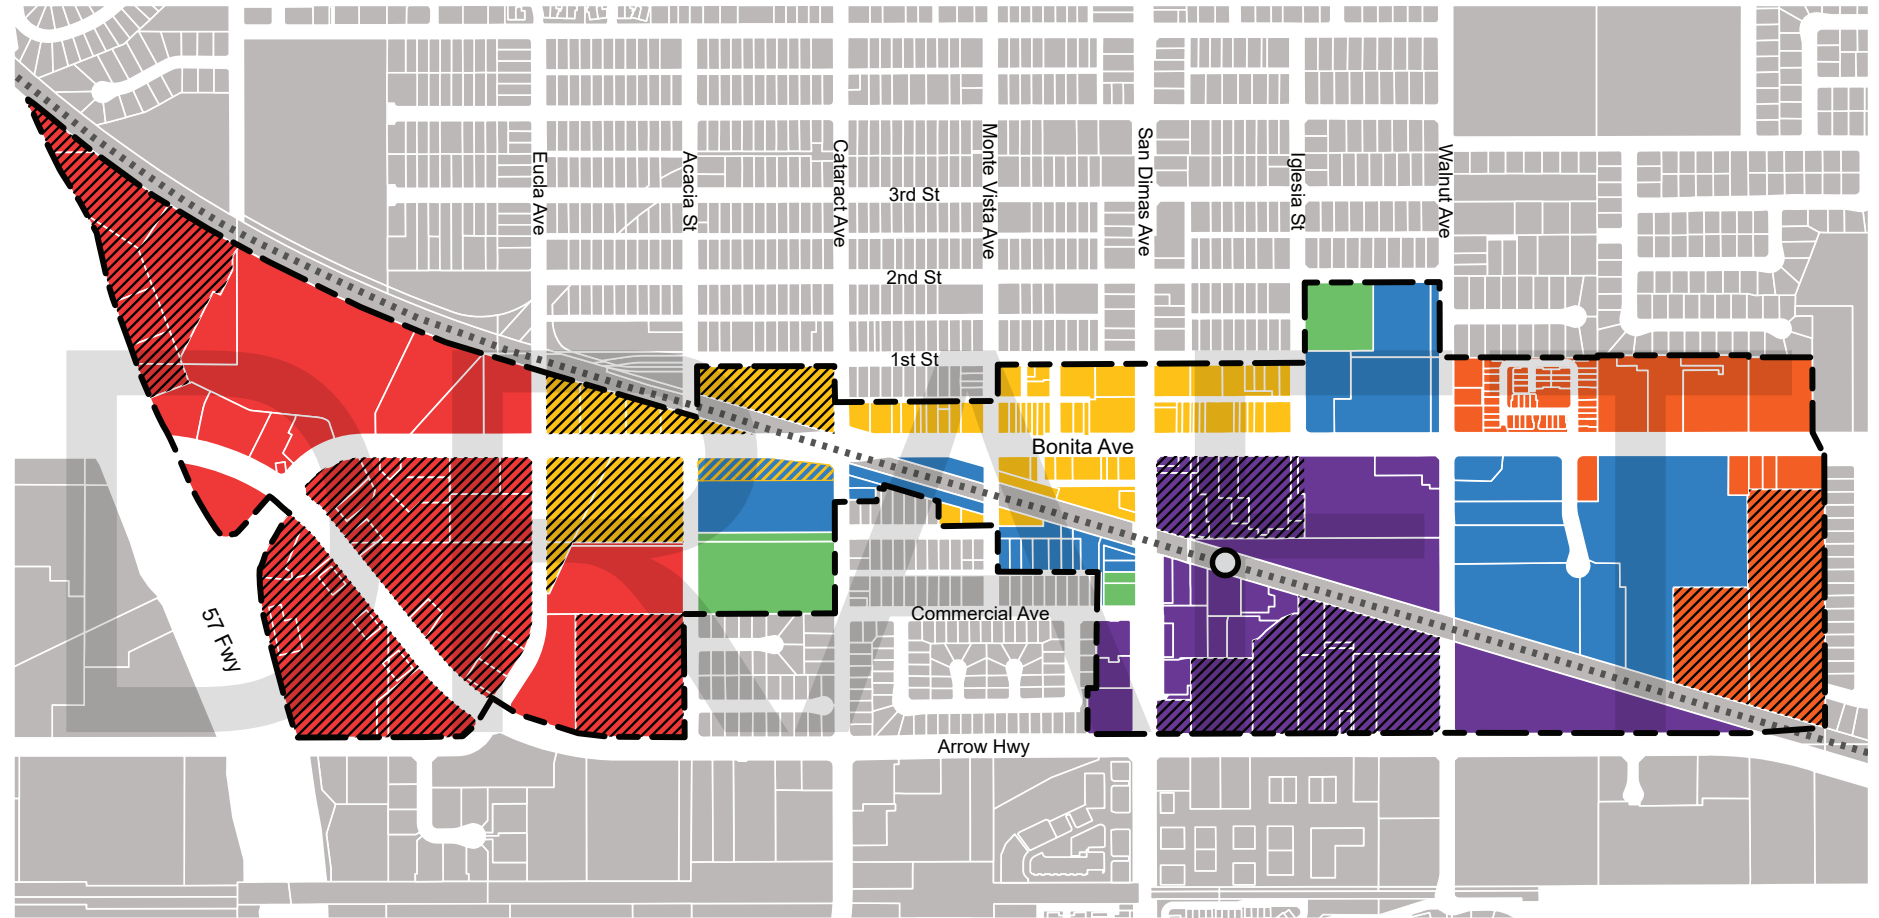 Eucla Ave
Acacia St
Cataract Ave
Monte Vista Ave
San Dimas Ave
Iglesia St
Walnut Ave
3rd St
2nd St
1st St
Bonita Ave
Commercial Ave
57 Fwy
Arrow Hwy
DRAFT